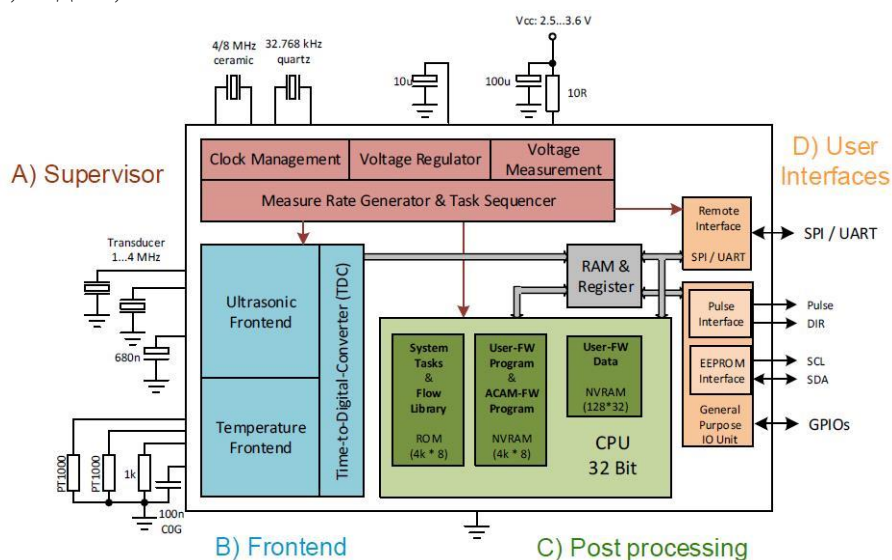 Vcc: 2.5...3.6 V
4/8 MHz
ceramic
32.768 kHz
quartz
10u
100u
10R
A) Supervisor
Clock Management
Voltage Regulator
Voltage
Measurement
Measure Rate Generator & Task Sequencer
D) User
Interfaces
Remote
Interface
SPI / UART
SPI / UART
Transducer
1...4 MHz
680n
Ultrasonic
Frontend
Time-to-Digital-Converter (TDC)
RAM &
Register
Pulse
Interface
Pulse
DIR
EEPROM
Interface
SCL
SDA
General
Purpose
IO Unit
GPIOs
System
Tasks
&
Flow
Library
ROM
(4k * 8)
User-FW
Program
&
ACAM-FW
Program
NVRAM
(4k * 8)
User-FW
Data
NVRAM
(128*32)
CPU
32 Bit
Temperature
Frontend
PT1000
PT1000
1k
100n
C0G
B) Frontend
C) Post processing